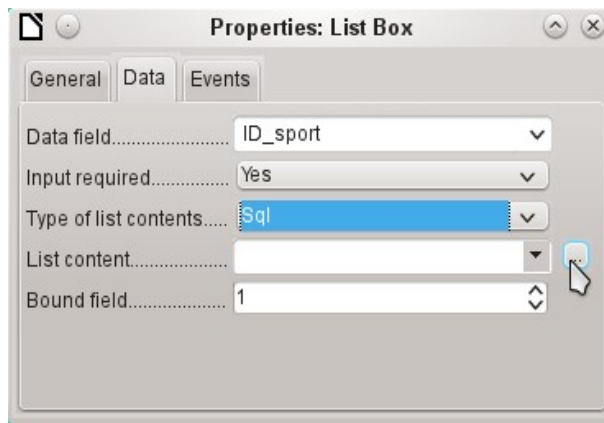 Properties: List Box
General Data Events
Data field....................... ID_sport
Input required............... Yes
Type of list contents..... Sql
List content................... ...
Bound field................... 1